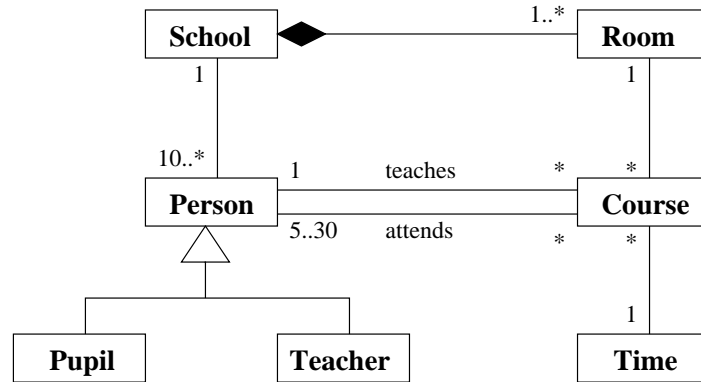 1..*
School
Room
1
1
10..*
1
teaches
*
*
Person
Course
5..30
attends
*
*
1
Pupil
Teacher
Time